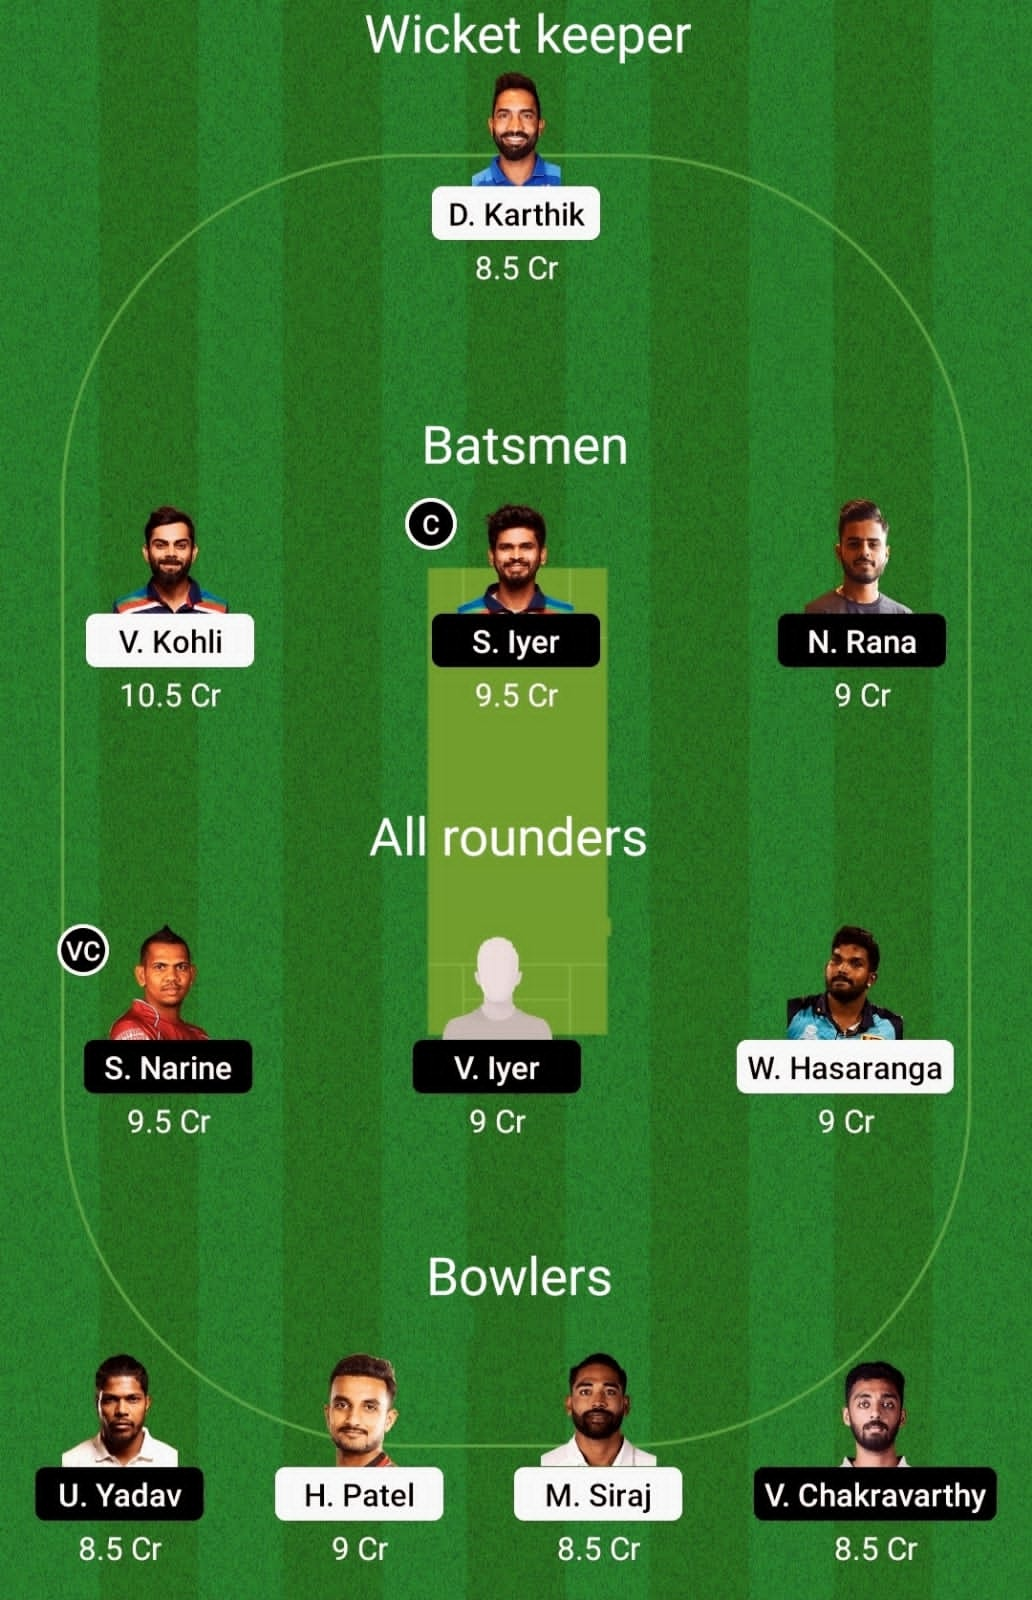 Wicket keeper
D. Karthik
8.5 Cr
Batsmen
C
V. Kohli
S. Iyer
N. Rana
10.5 Cr
9.5 Cr
9 Cr
All rounders
VC
S. Narine
V. Iyer
W. Hasaranga
9.5 Cr
9 Cr
9 Cr
Bowlers
U. Yadav
H. Patel
M. Siraj
V. Chakravarthy
8.5 Cr
9 Cr
8.5 Cr
8.5 Cr